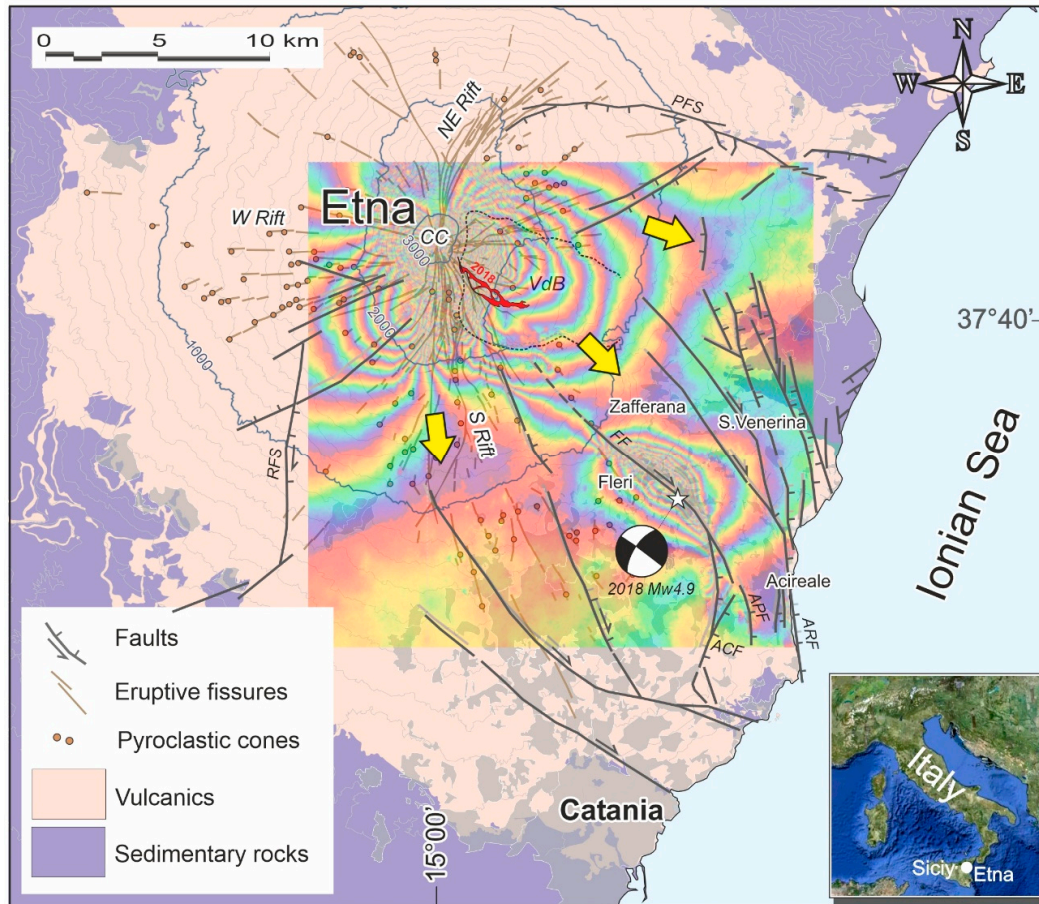 0 5 10 km
N
W E
S
PFS
NE Rift
Etna
W Rift
CC
3000
2018
VdB
2000
1000
37°40'
Zafferana
S.Venerina
S Rift
FF
RFS
Fleri
Ionian Sea
2018 Mw4.9
Acireale
APF
ARF
ACF
Faults
Eruptive fissures
Pyroclastic cones
Vulcanics
Sedimentary rocks
15°00'
Catania
Italy
Siciy Etna